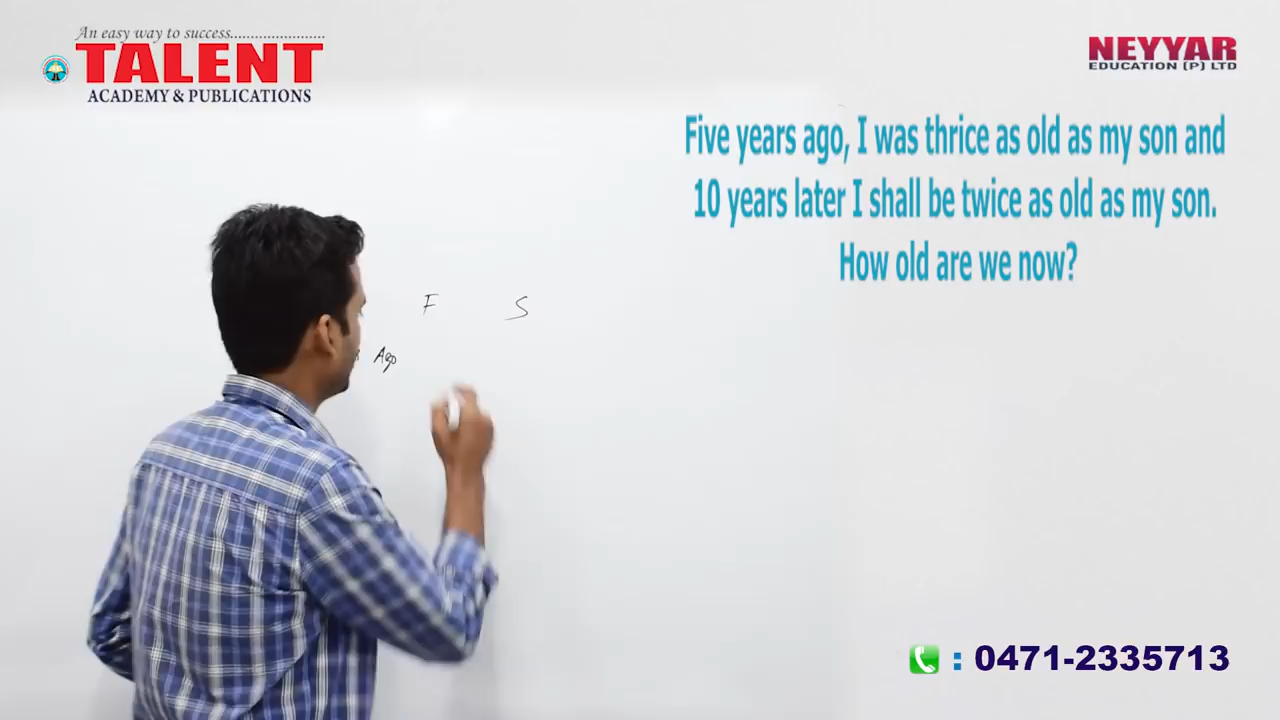 An easy way to success.......................
TALENT
ACADEMY & PUBLICATIONS
NEYYAR
EDUCATION (P) LTD
Five years ago, I was thrice as old as my son and
10 years later I shall be twice as old as my son.
How old are we now?
F S
Ago
: 0471-2335713